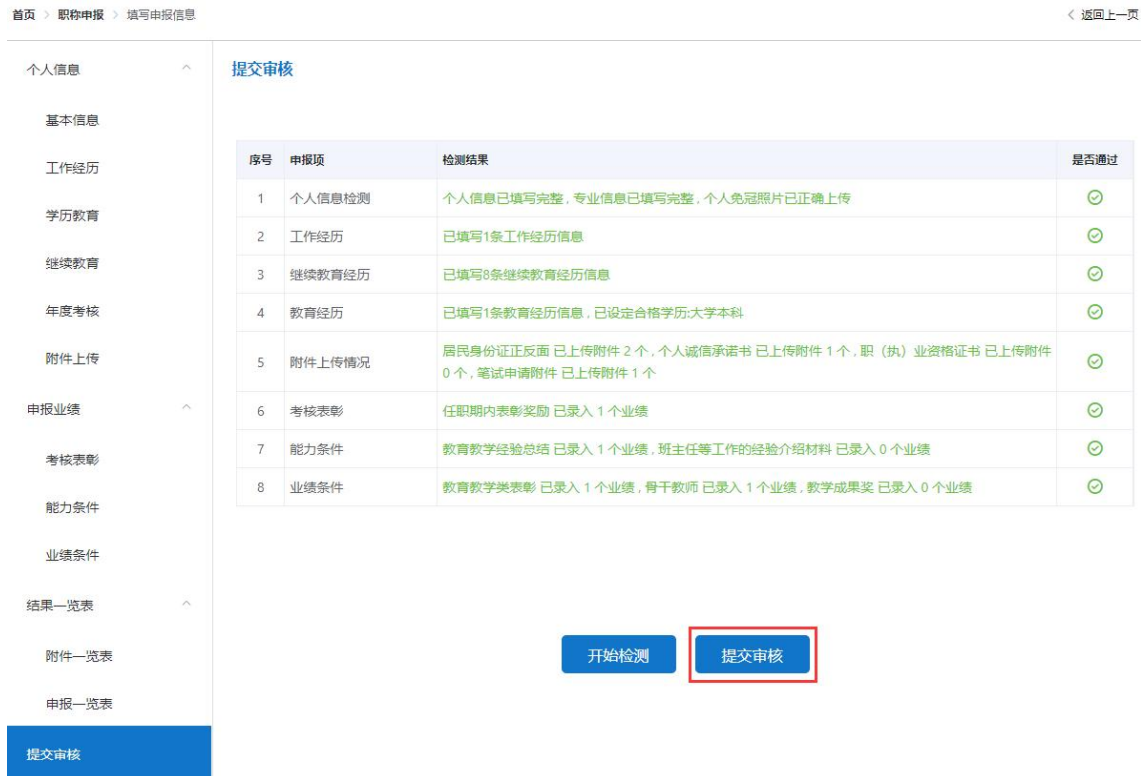 首页 > 职称申报 > 填写申报信息
< 返回上一页
个人信息
基本信息
工作经历
学历教育
继续教育
年度考核
附件上传
申报业绩
考核表彰
能力条件
业绩条件
结果一览表
附件一览表
申报一览表
提交审核
提交审核
序号 申报项 检测结果 是否通过
1 个人信息检测 个人信息已填写完整 , 专业信息已填写完整 , 个人免冠照片已正确上传
2 工作经历 已填写1条工作经历信息
3 继续教育经历 已填写8条继续教育经历信息
4 教育经历 已填写1条教育经历信息 , 已设定合格学历:大学本科
5 附件上传情况 居民身份证正反面 已上传附件 2 个 , 个人诚信承诺书 已上传附件 1 个 , 职（执）业资格证书 已上传附件
0 个 , 笔试申请附件 已上传附件 1 个
6 考核表彰 任职期内表彰奖励 已录入 1 个业绩
7 能力条件 教育教学经验总结 已录入 1 个业绩 , 班主任等工作的经验介绍材料 已录入 0 个业绩
8 业绩条件 教育教学类表彰 已录入 1 个业绩 , 骨干教师 已录入 1 个业绩 , 教学成果奖 已录入 0 个业绩
开始检测 提交审核